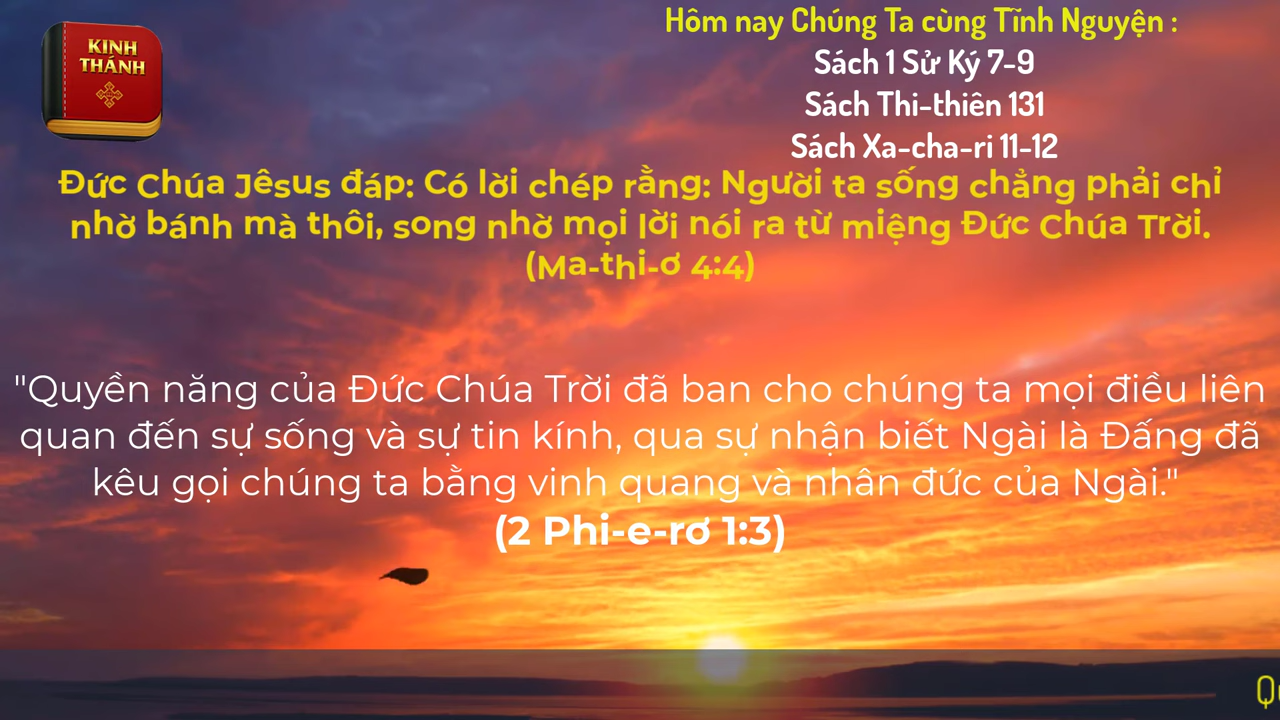 KINH
THÁNH
Hôm nay Chúng Ta cùng Tĩnh Nguyện :
Sách 1 Sử Ký 7-9
Sách Thi-thiên 131
Sách Xa-cha-ri 11-12
Đức Chúa Jêsus đáp: Có lời chép rằng: Người ta sống chẳng phải chỉ
nhờ bánh mà thôi, song nhờ mọi lời nói ra từ miệng Đức Chúa Trời.
(Ma-thi-ơ 4:4)
"Quyền năng của Đức Chúa Trời đã ban cho chúng ta mọi điều liên
quan đến sự sống và sự tin kính, qua sự nhận biết Ngài là Đấng đã
kêu gọi chúng ta bằng vinh quang và nhân đức của Ngài."
(2 Phi-e-rơ 1:3)